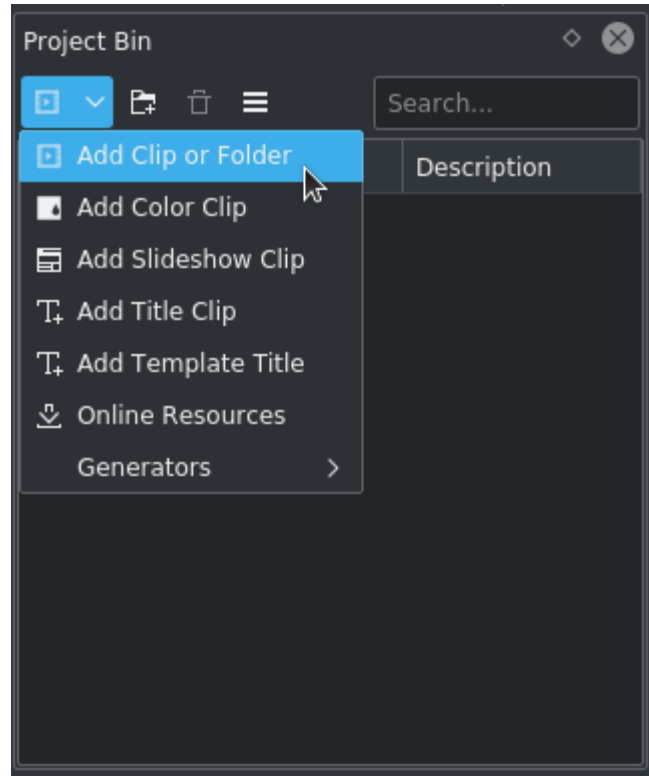 Project Bin
Search...
Add Clip or Folder
Description
Add Color Clip
Add Slideshow Clip
Add Title Clip
Add Template Title
Online Resources
Generators